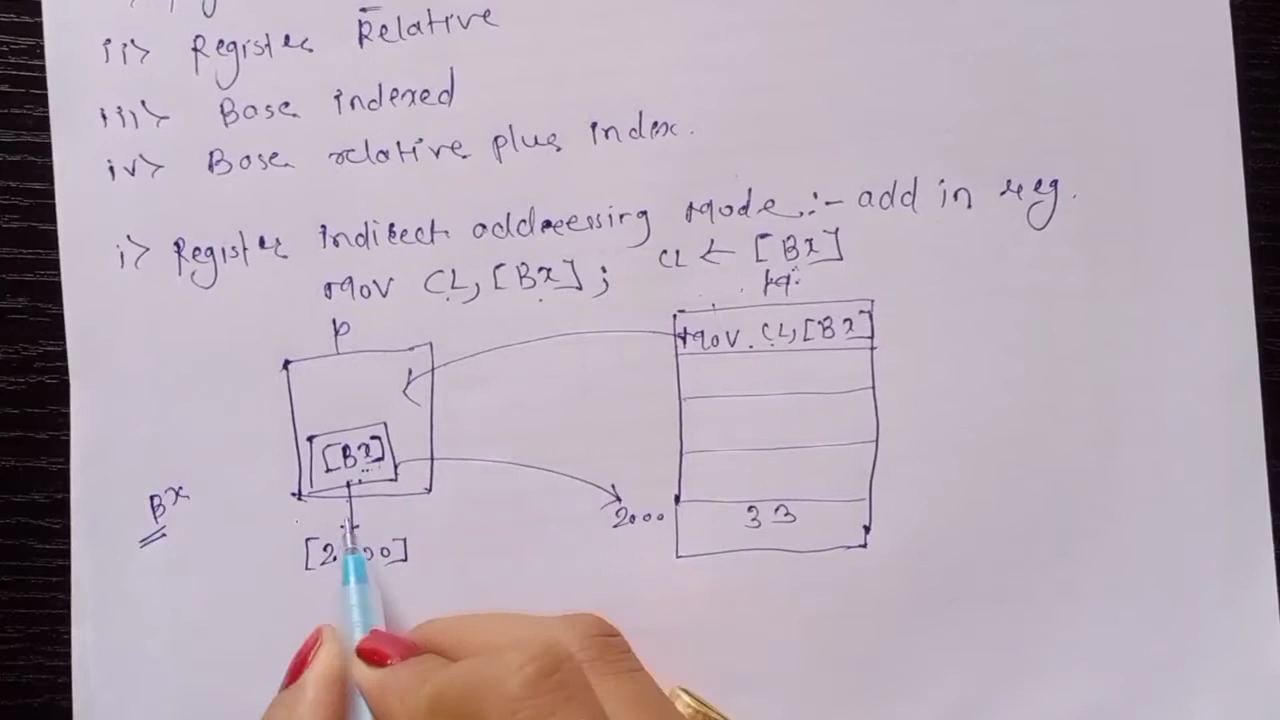 ii> Register Relative
iii> Base indexed
iv> Base relative plus index.
i> Register indirect addressing mode :- add in reg.
mov CL, [Bx] ; CL ← [Bx]
p
mov. CL, [Bx]
[Bx]
Bx
2000 33